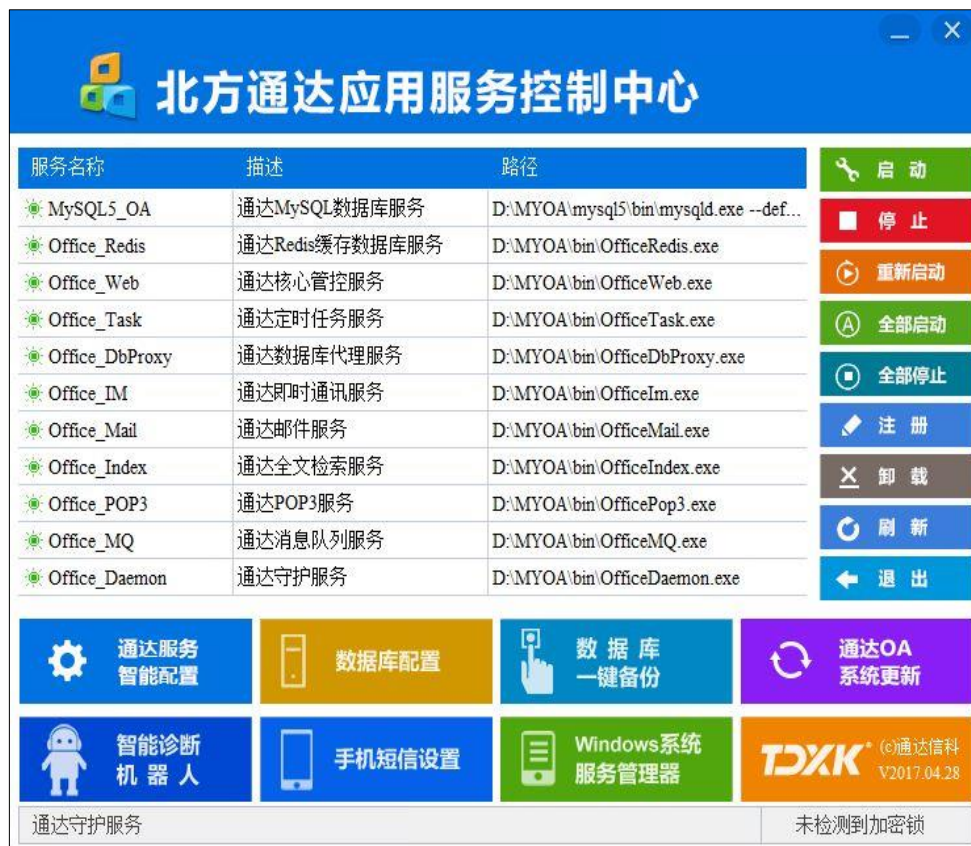 北方通达应用服务控制中心
服务名称 描述 路径
MySQL5_OA 通达MySQL数据库服务 D:\MYOA\mysql5\bin\mysqld.exe --def...
Office_Redis 通达Redis缓存数据库服务 D:\MYOA\bin\OfficeRedis.exe
Office_Web 通达核心管控服务 D:\MYOA\bin\OfficeWeb.exe
Office_Task 通达定时任务服务 D:\MYOA\bin\OfficeTask.exe
Office_DbProxy 通达数据库代理服务 D:\MYOA\bin\OfficeDbProxy.exe
Office_IM 通达即时通讯服务 D:\MYOA\bin\OfficeIm.exe
Office_Mail 通达邮件服务 D:\MYOA\bin\OfficeMail.exe
Office_Index 通达全文检索服务 D:\MYOA\bin\OfficeIndex.exe
Office_POP3 通达POP3服务 D:\MYOA\bin\OfficePop3.exe
Office_MQ 通达消息队列服务 D:\MYOA\bin\OfficeMQ.exe
Office_Daemon 通达守护服务 D:\MYOA\bin\OfficeDaemon.exe
启 动
停 止
重新启动
全部启动
全部停止
注 册
卸 载
刷 新
退 出
通达服务
智能配置
数据库配置
数 据 库
一键备份
通达OA
系统更新
智能诊断
机 器 人
手机短信设置
Windows系统
服务管理器
TDXK
(c)通达信科
V2017.04.28
通达守护服务
未检测到加密锁